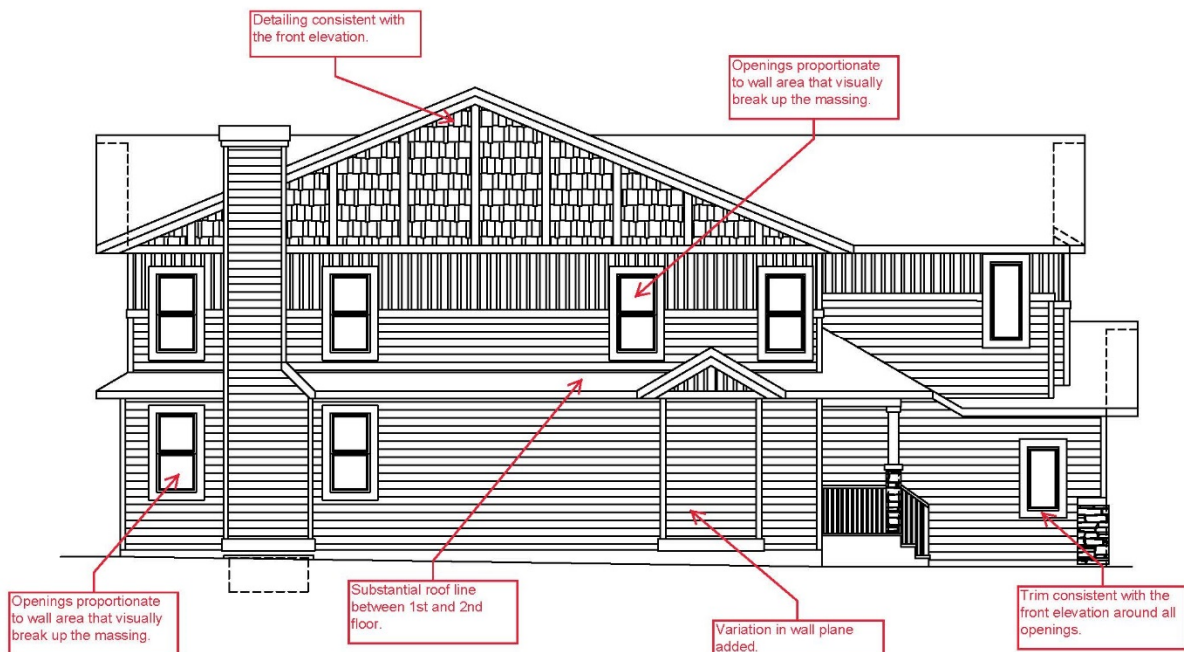 Detailing consistent with
the front elevation.
Openings proportionate
to wall area that visually
break up the massing.
Openings proportionate
to wall area that visually
break up the massing.
Substantial roof line
between 1st and 2nd
floor.
Variation in wall plane
added.
Trim consistent with the
front elevation around all
openings.